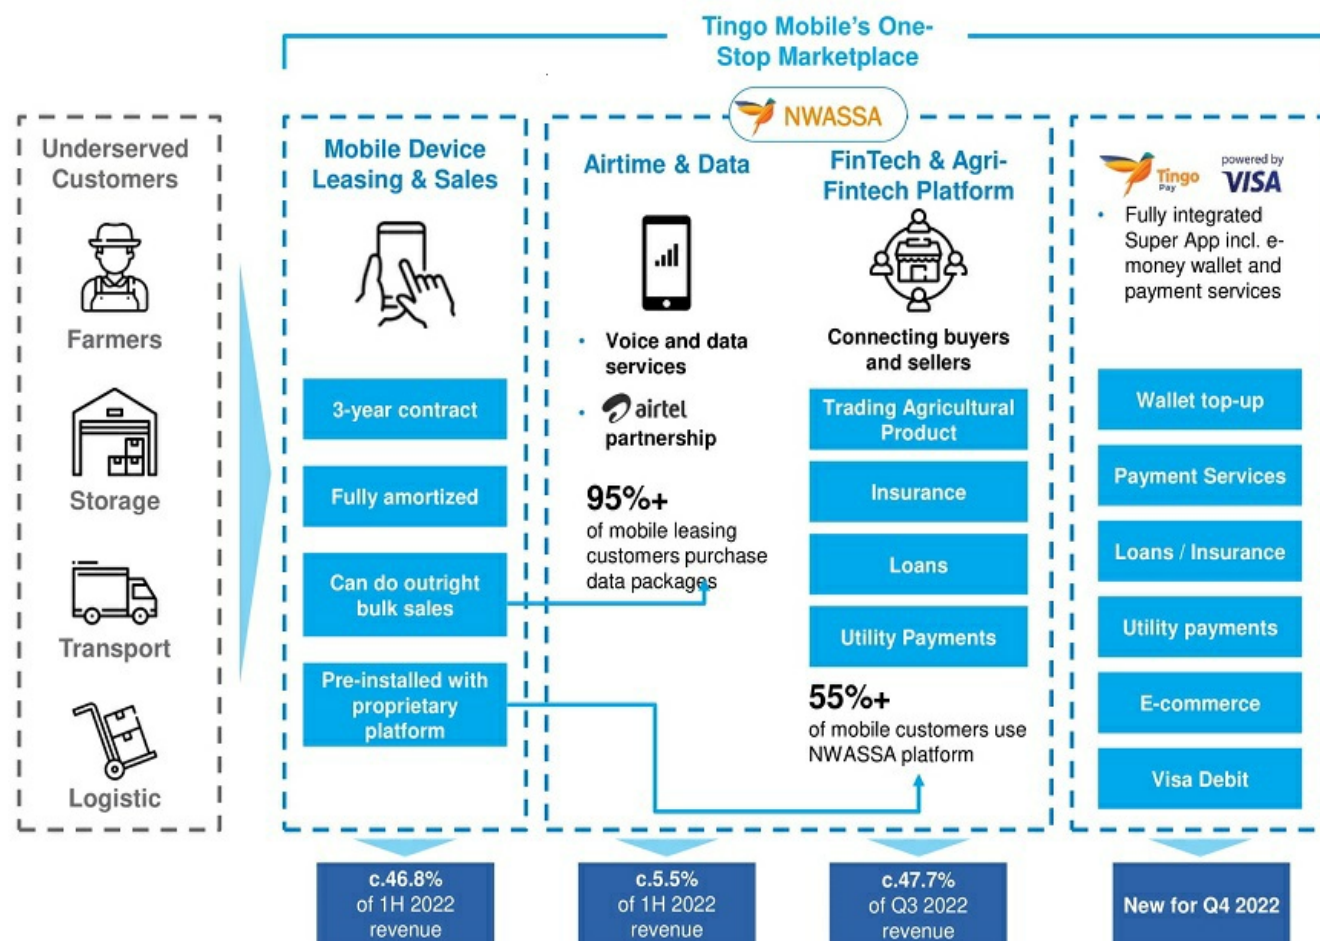 Tingo Mobile's One-
Stop Marketplace
NWASSA
Underserved
Customers
Farmers
Storage
Transport
Logistic
Mobile Device
Leasing & Sales
3-year contract
Fully amortized
Can do outright
bulk sales
Pre-installed with
proprietary
platform
c.46.8%
of 1H 2022
revenue
Airtime & Data
• Voice and data
services
• airtel
partnership
95%+
of mobile leasing
customers purchase
data packages
c.5.5%
of 1H 2022
revenue
FinTech & Agri-
Fintech Platform
Connecting buyers
and sellers
Trading Agricultural
Product
Insurance
Loans
Utility Payments
55%+
of mobile customers use
NWASSA platform
c.47.7%
of Q3 2022
revenue
Tingo
Pay
powered by
VISA
• Fully integrated
Super App incl. e-
money wallet and
payment services
Wallet top-up
Payment Services
Loans / Insurance
Utility payments
E-commerce
Visa Debit
New for Q4 2022